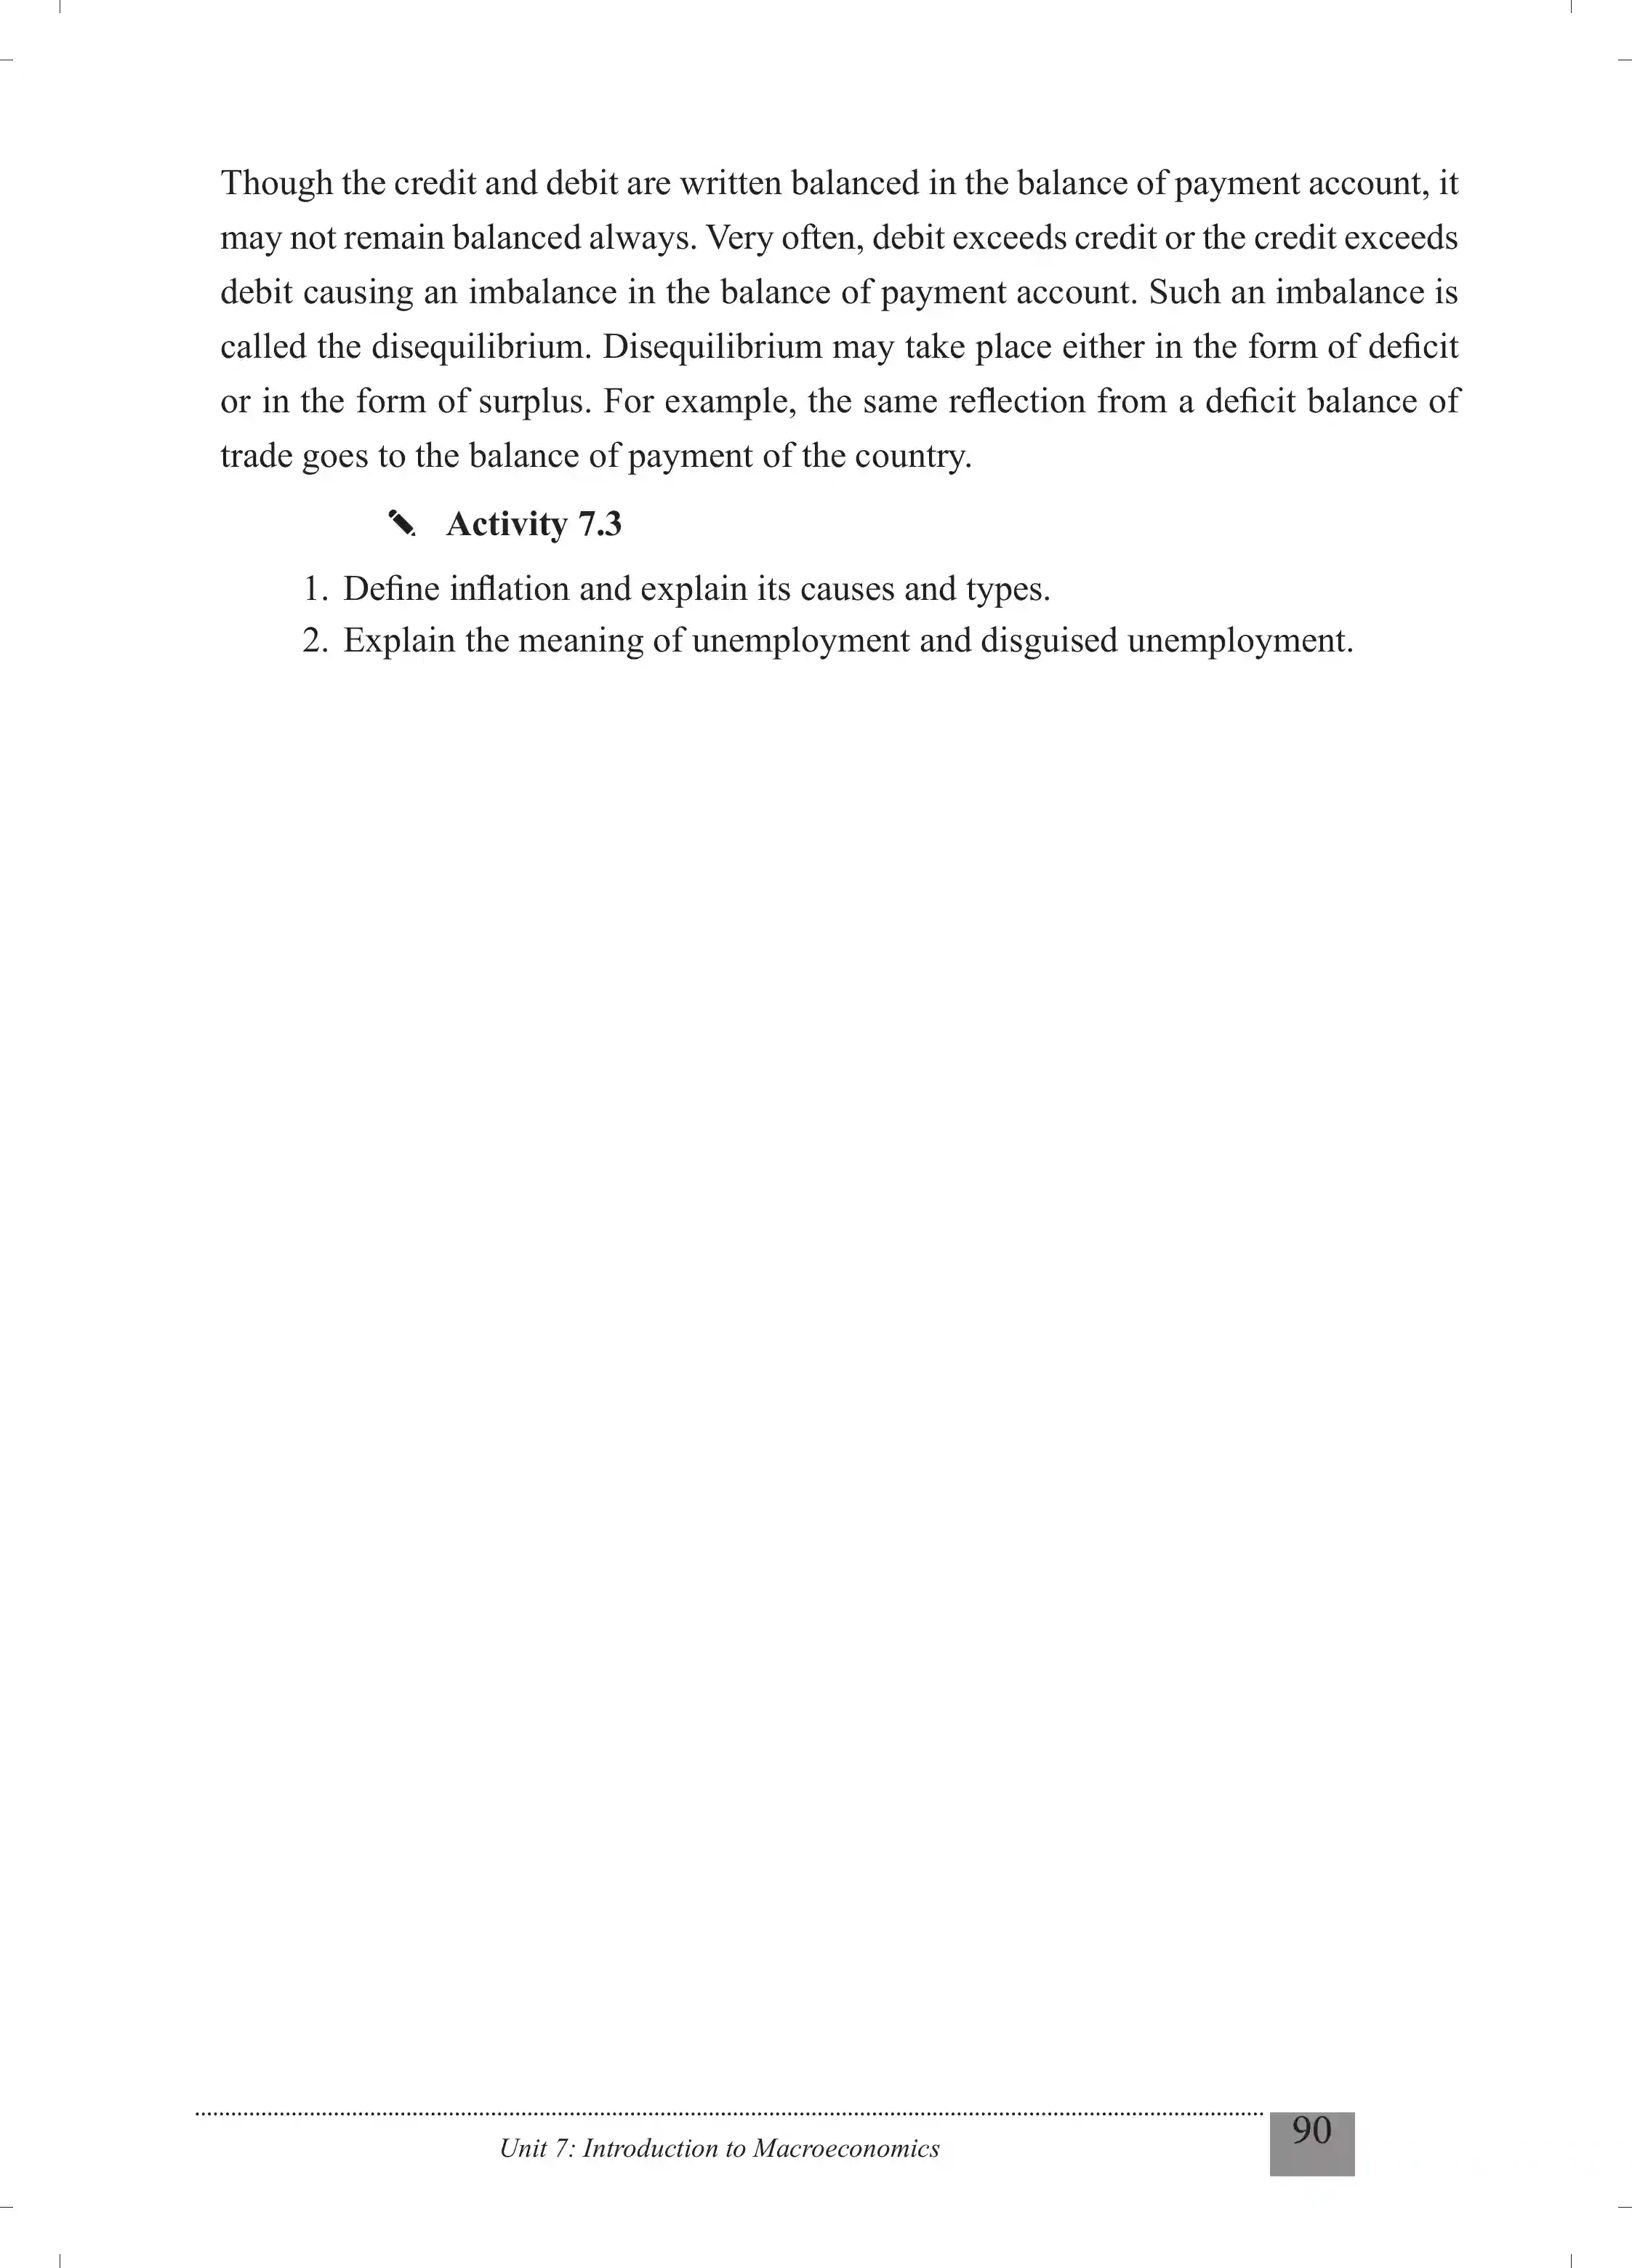 Though the credit and debit are written balanced in the balance of payment account, it
may not remain balanced always. Very often, debit exceeds credit or the credit exceeds
debit causing an imbalance in the balance of payment account. Such an imbalance is
called the disequilibrium. Disequilibrium may take place either in the form of deficit
or in the form of surplus. For example, the same reflection from a deficit balance of
trade goes to the balance of payment of the country.
Activity 7.3
1. Define inflation and explain its causes and types.
2. Explain the meaning of unemployment and disguised unemployment.
Unit 7: Introduction to Macroeconomics
90